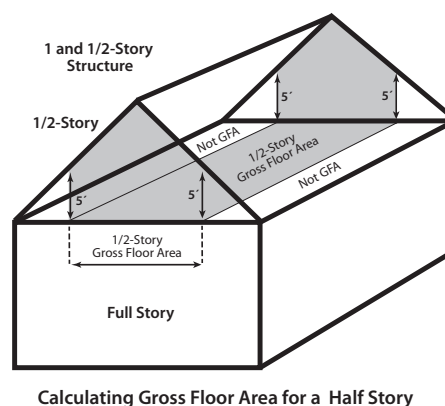 1 and 1/2-Story
Structure
1/2-Story
5´
5´
Not GFA
1/2-Story
Gross Floor Area
Not GFA
5´
5´
1/2-Story
Gross Floor Area
Full Story
Calculating Gross Floor Area for a Half Story